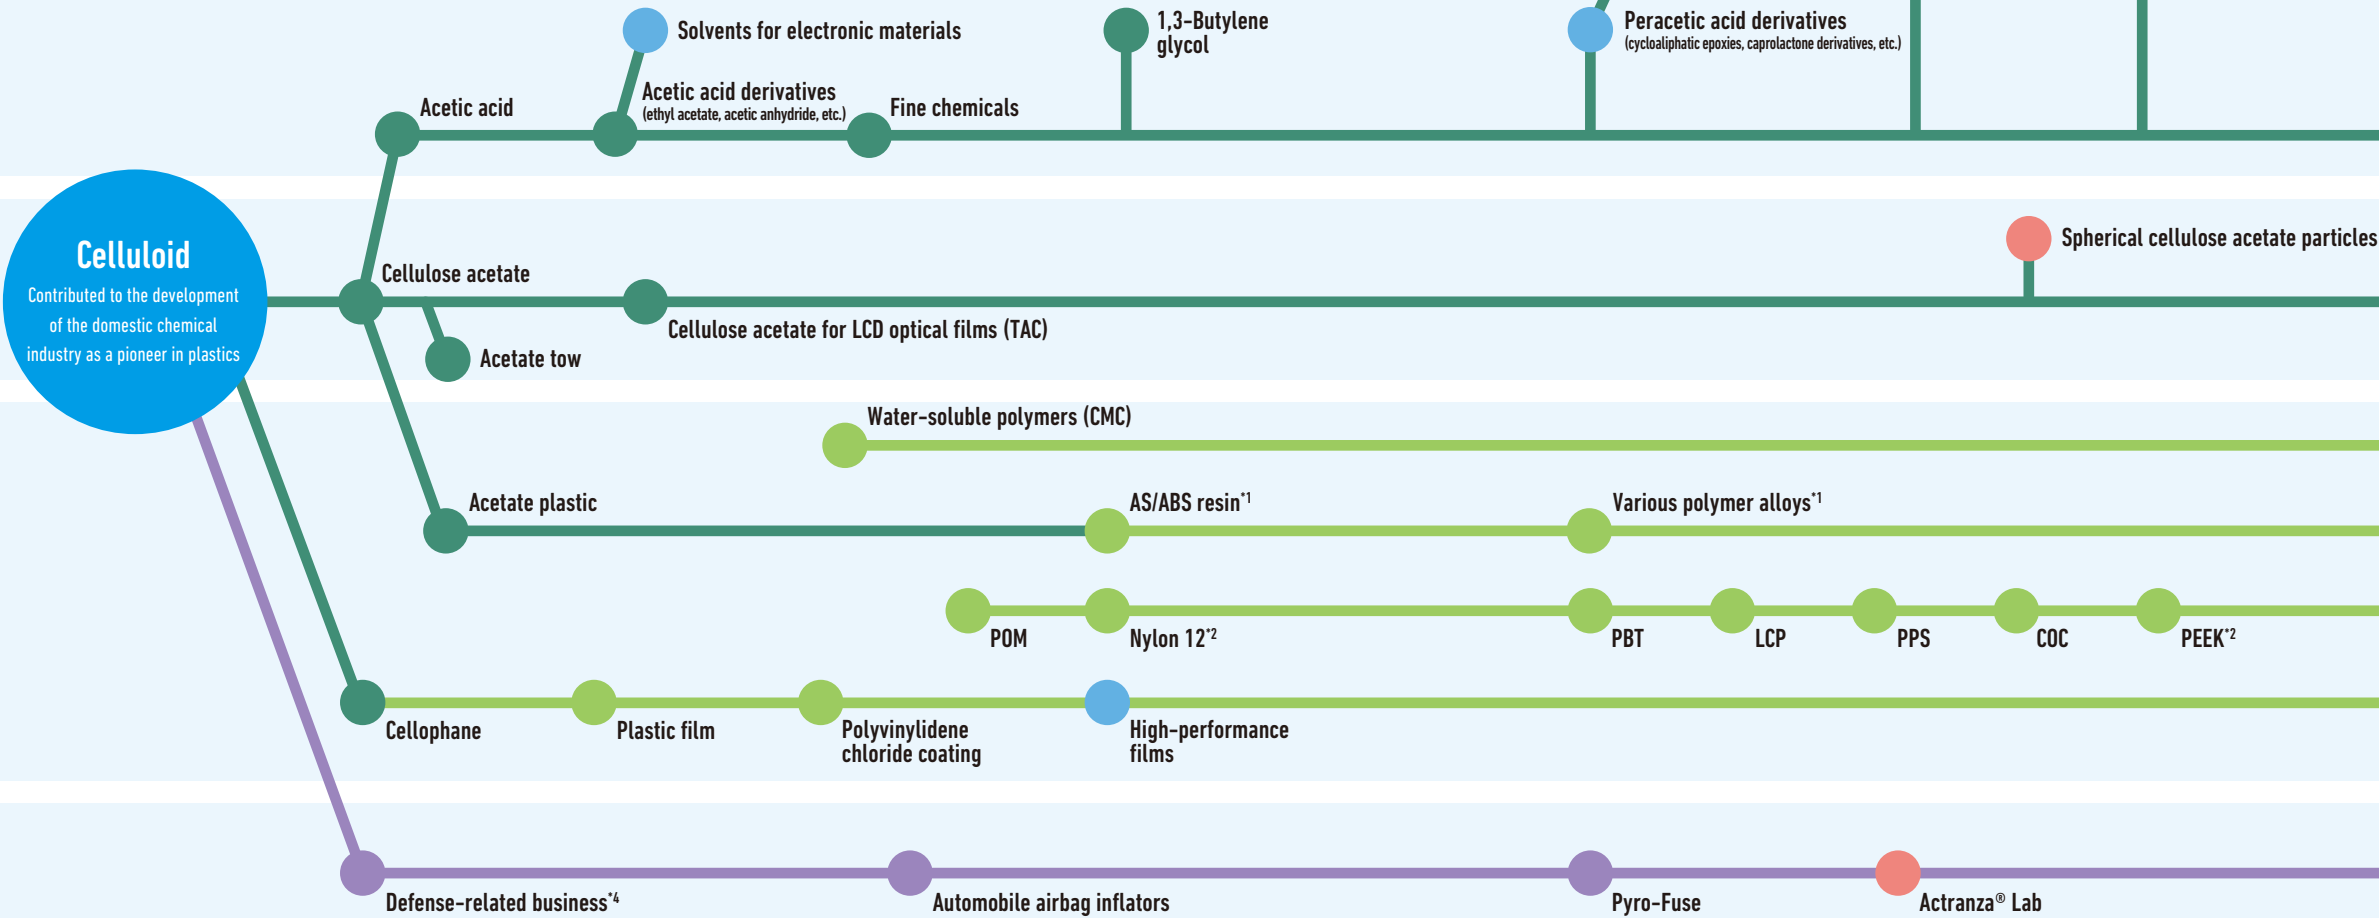 Solvents for electronic materials
1,3-Butylene
glycol
Peracetic acid derivatives
(cycloaliphatic epoxies, caprolactone derivatives, etc.)
Acetic acid
Acetic acid derivatives
(ethyl acetate, acetic anhydride, etc.)
Fine chemicals
Celluloid
Contributed to the development
of the domestic chemical
industry as a pioneer in plastics
Cellulose acetate
Spherical cellulose acetate particles
Cellulose acetate for LCD optical films (TAC)
Acetate tow
Water-soluble polymers (CMC)
Acetate plastic
AS/ABS resin*1
Various polymer alloys*1
POM
Nylon 12*2
PBT
LCP
PPS
COC
PEEK*2
Cellophane
Plastic film
Polyvinylidene
chloride coating
High-performance
films
Defense-related business*4
Automobile airbag inflators
Pyro-Fuse
Actranza® Lab